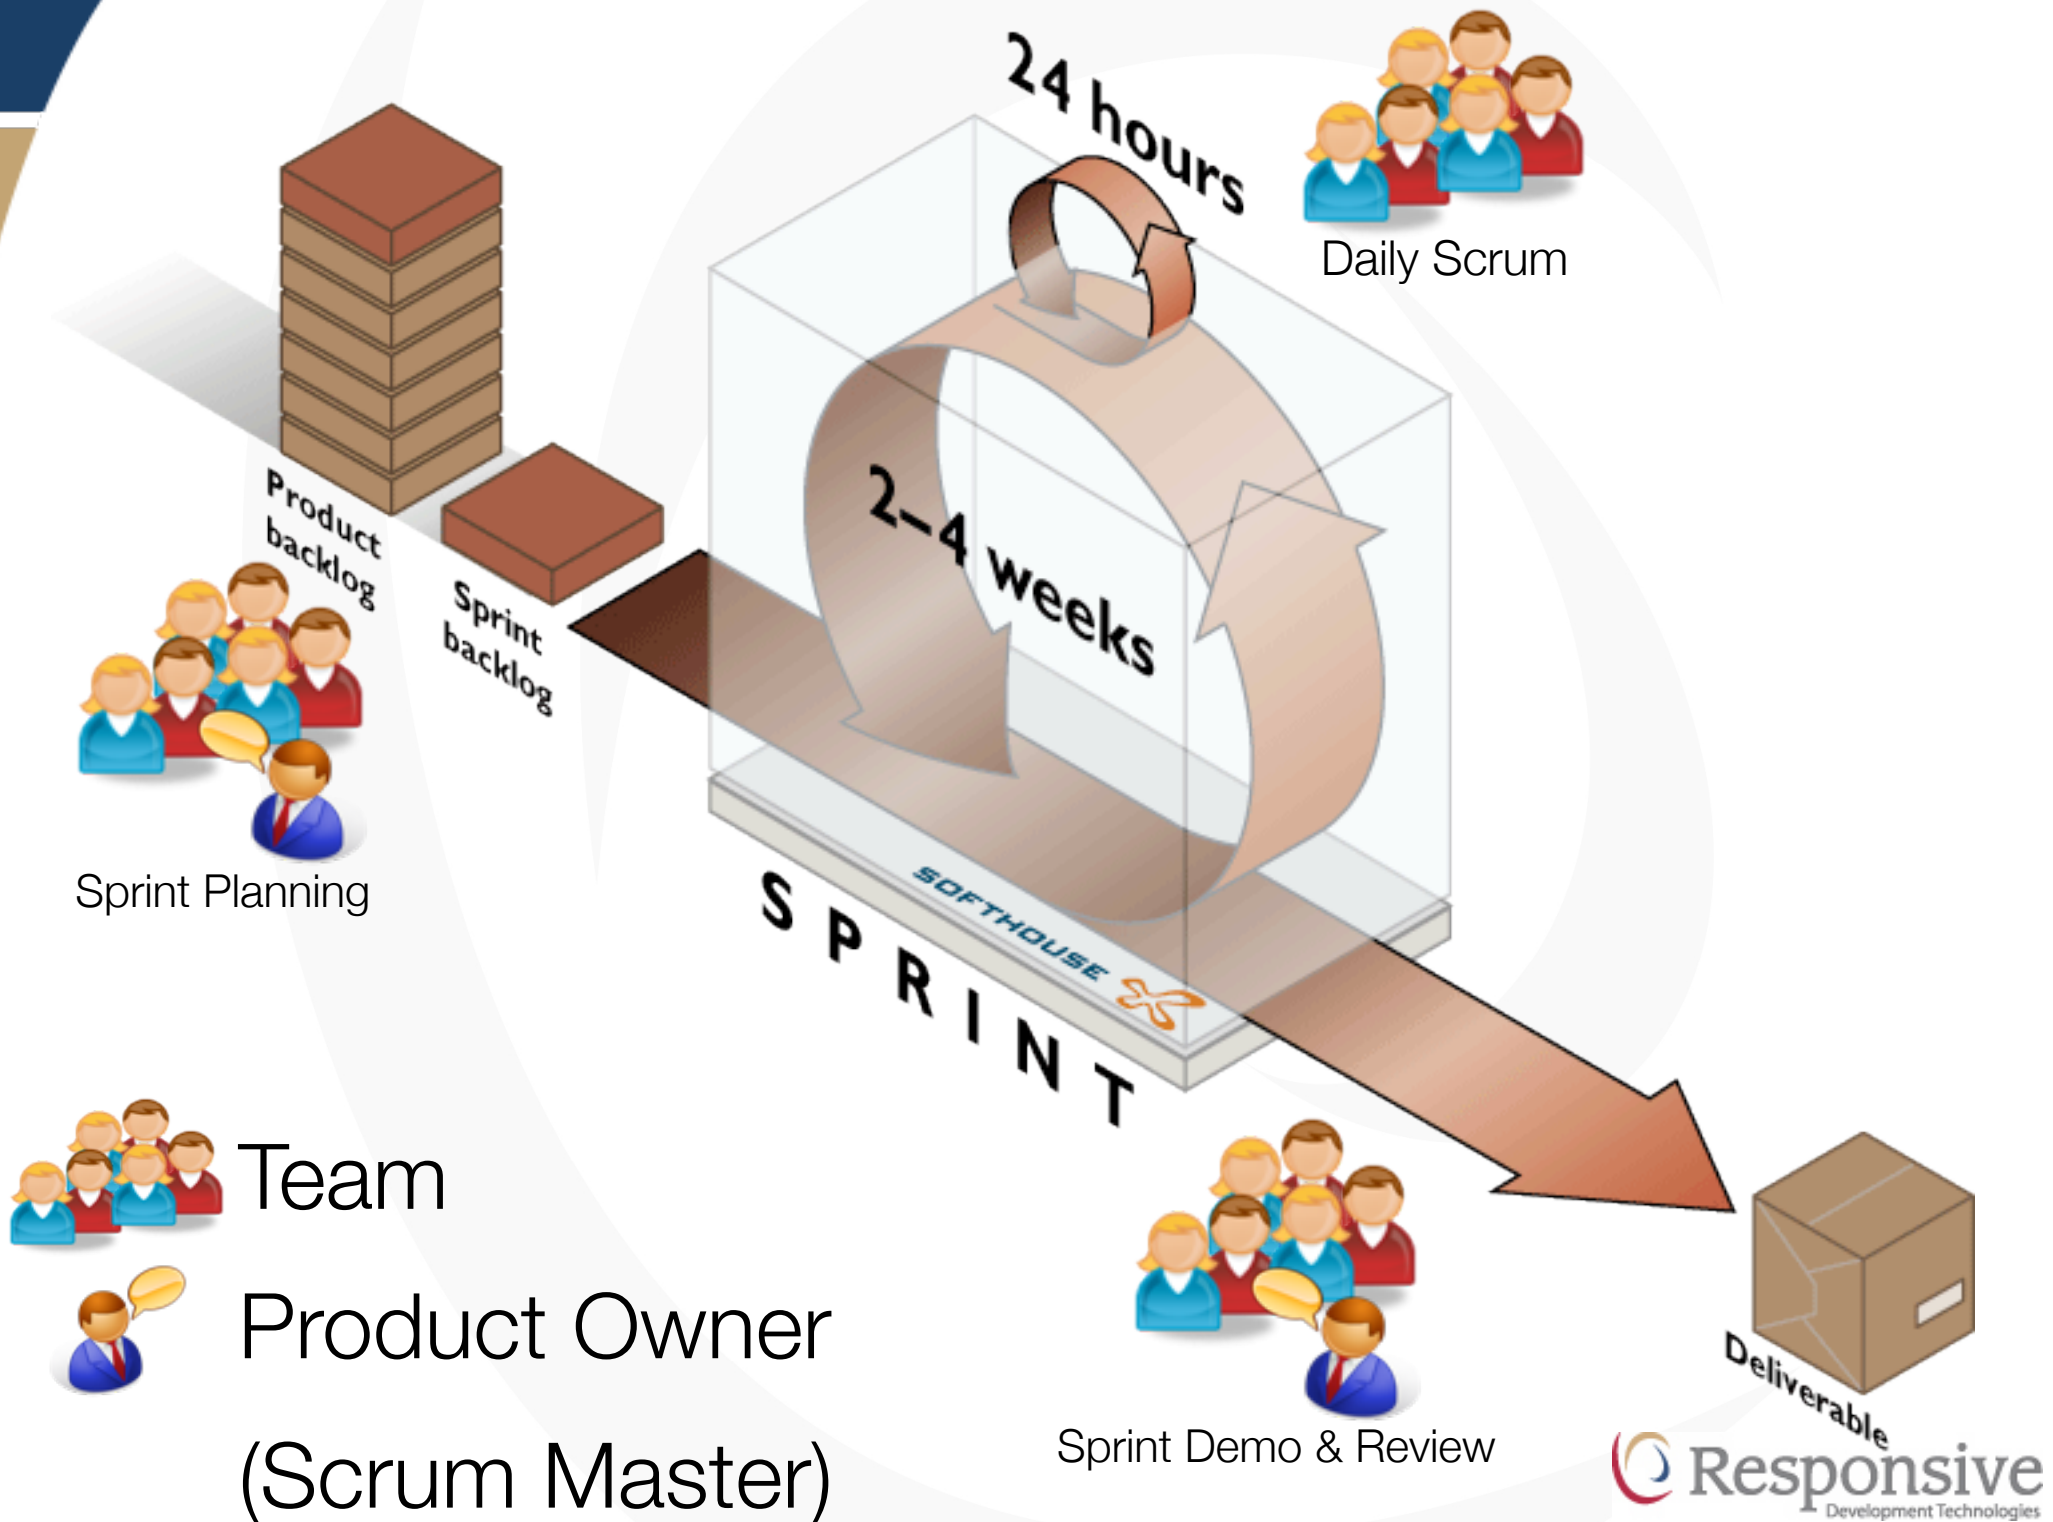 24 hours
Daily Scrum
Product
backlog
Sprint
backlog
2–4 weeks
Sprint Planning
SOFTHOUSE
SPRINT
Team
Product Owner
(Scrum Master)
Sprint Demo & Review
Deliverable
Responsive
Development Technologies